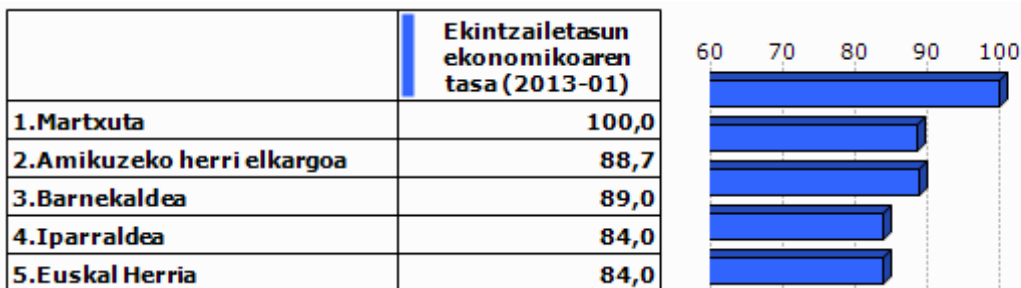 Ekintzailetasun
ekonomikoaren
tasa (2013-01)
60 70 80 90 100
1.Martxuta 100,0
2.Amikuzeko herri elkargoa 88,7
3.Barnekaldea 89,0
4.Iparraldea 84,0
5.Euskal Herria 84,0